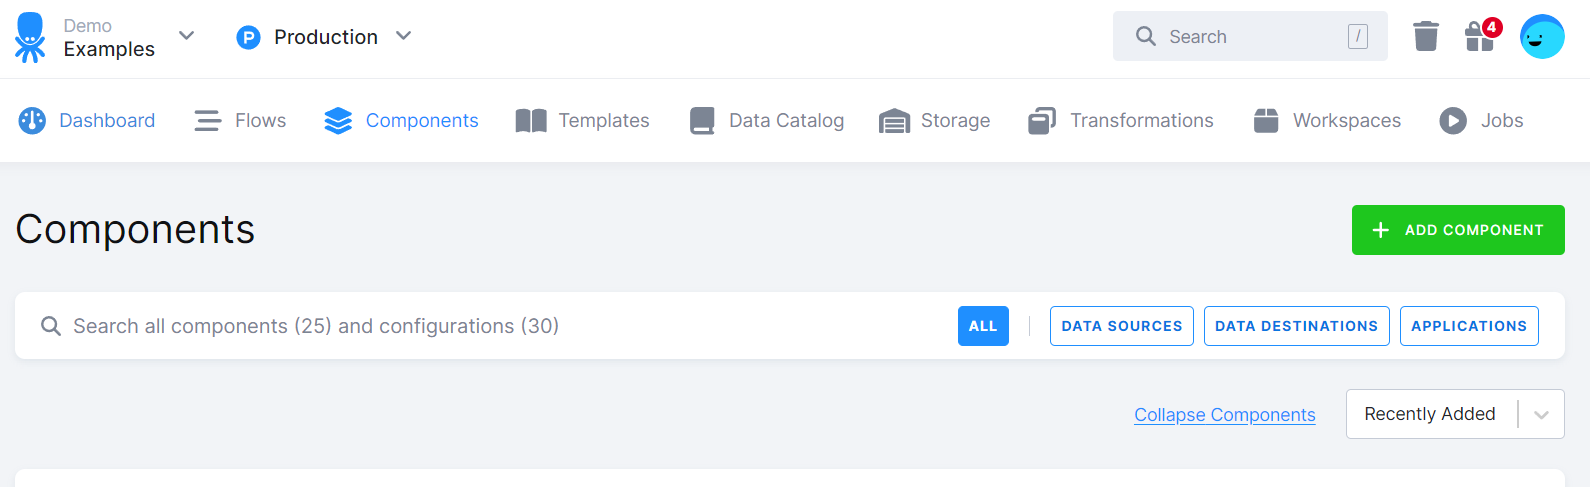 Demo
Examples
P Production
Search /
4
Dashboard Flows Components Templates Data Catalog Storage Transformations Workspaces Jobs
Components
+ ADD COMPONENT
Search all components (25) and configurations (30)
ALL DATA SOURCES DATA DESTINATIONS APPLICATIONS
Collapse Components Recently Added